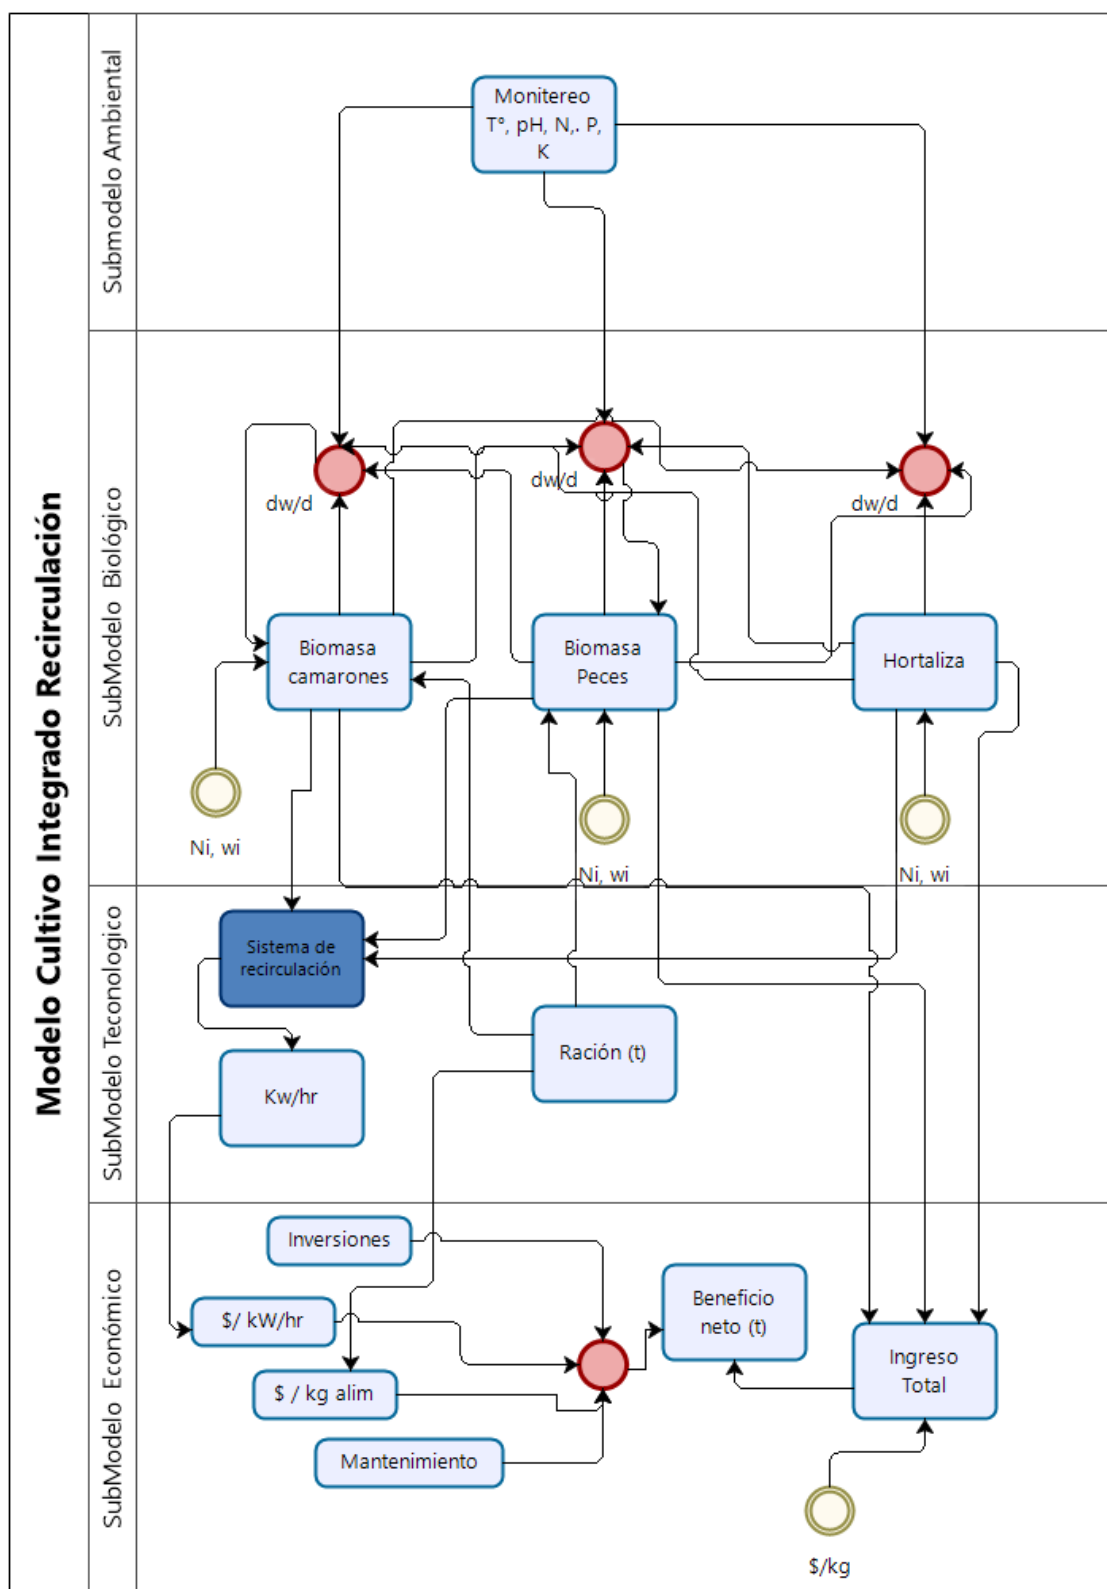 Modelo Cultivo Integrado Recirculación
Submodelo Ambiental
Monitereo
T°, pH, N,. P,
K
SubModelo Biológico
dw/d
dw/d
dw/d
Biomasa
camarones
Biomasa
Peces
Hortaliza
Ni, wi
Ni, wi
Ni, wi
SubModelo Teconologico
Sistema de
recirculación
Ración (t)
Kw/hr
SubModelo Económico
Inversiones
$/ kW/hr
$ / kg alim
Mantenimiento
Beneficio
neto (t)
Ingreso
Total
$/kg